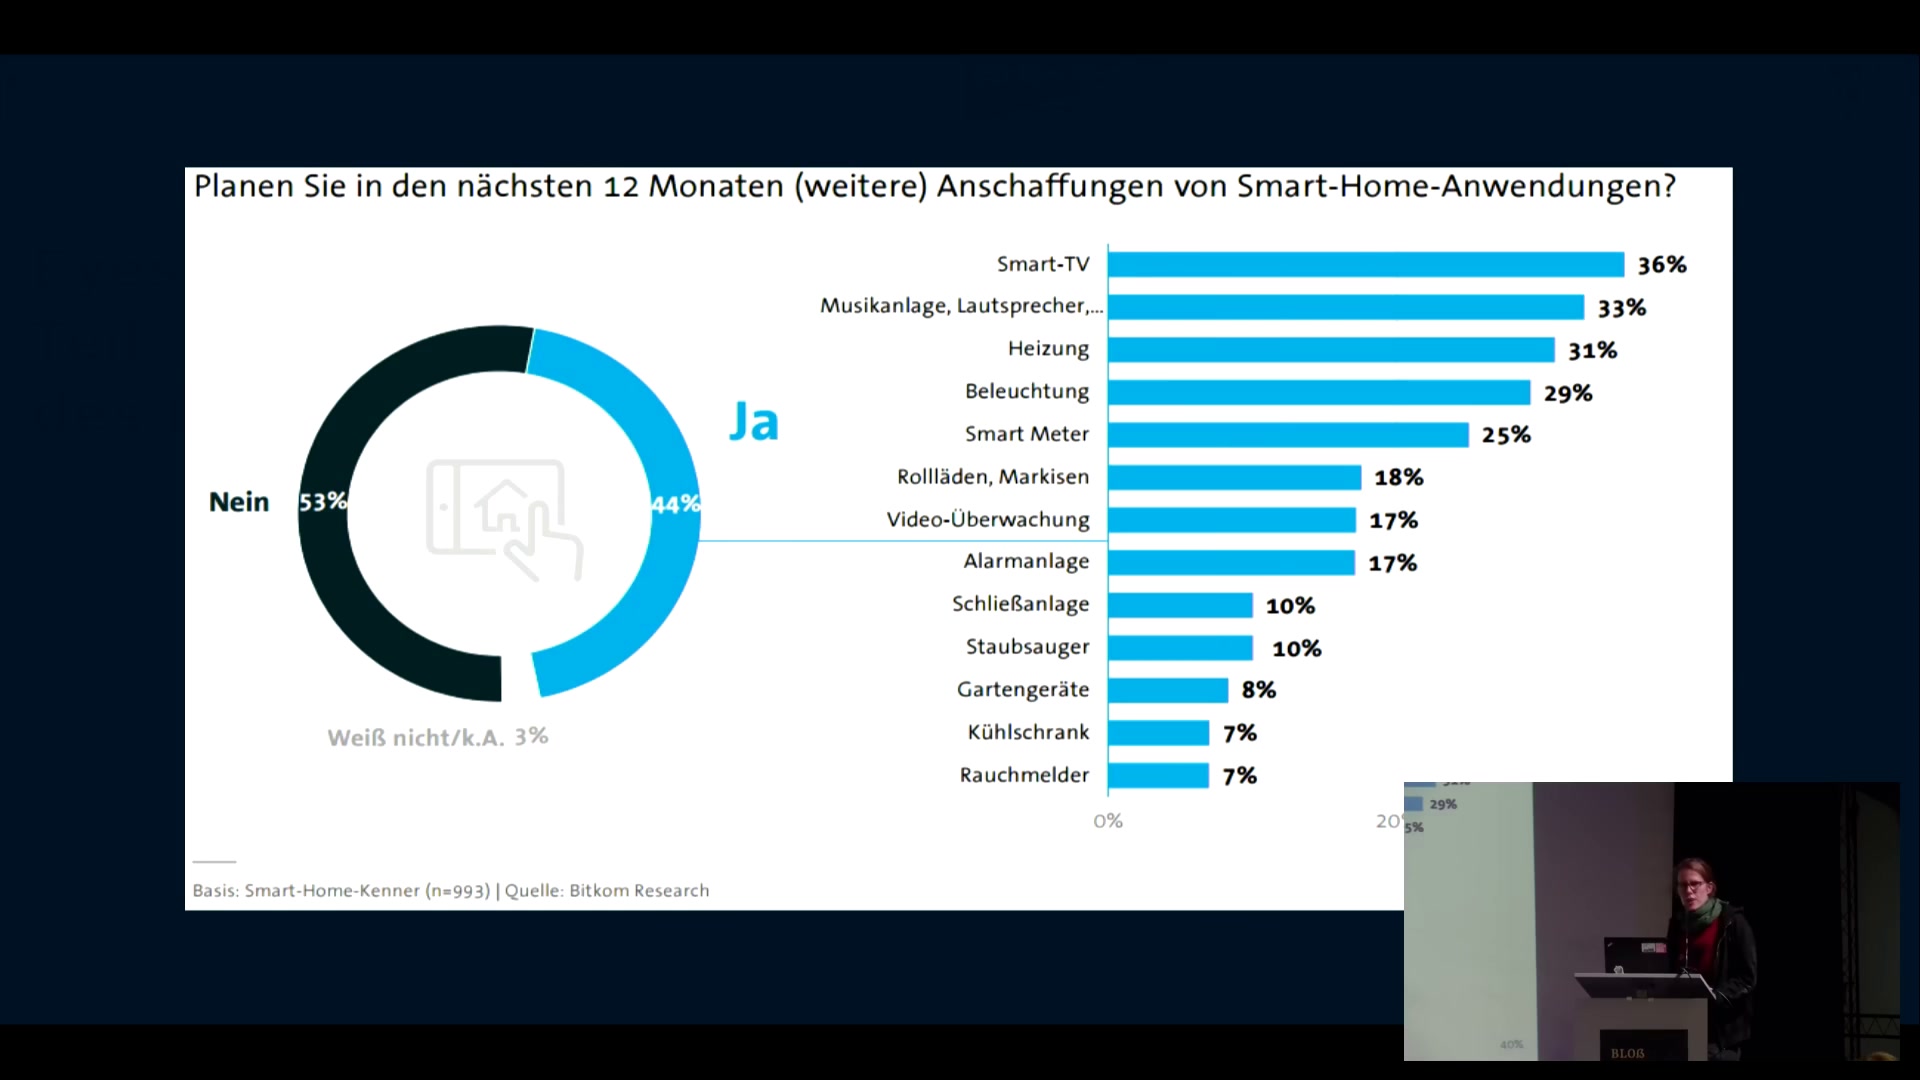 Planen Sie in den nächsten 12 Monaten (weitere) Anschaffungen von Smart-Home-Anwendungen?
Ja
Nein 53%
44%
Weiß nicht/k.A. 3%
Smart-TV 36%
Musikanlage, Lautsprecher,... 33%
Heizung 31%
Beleuchtung 29%
Smart Meter 25%
Rollläden, Markisen 18%
Video-Überwachung 17%
Alarmanlage 17%
Schließanlage 10%
Staubsauger 10%
Gartengeräte 8%
Kühlschrank 7%
Rauchmelder 7%
0% 20
Basis: Smart-Home-Kenner (n=993) | Quelle: Bitkom Research
29%
5%
40%
BLOß